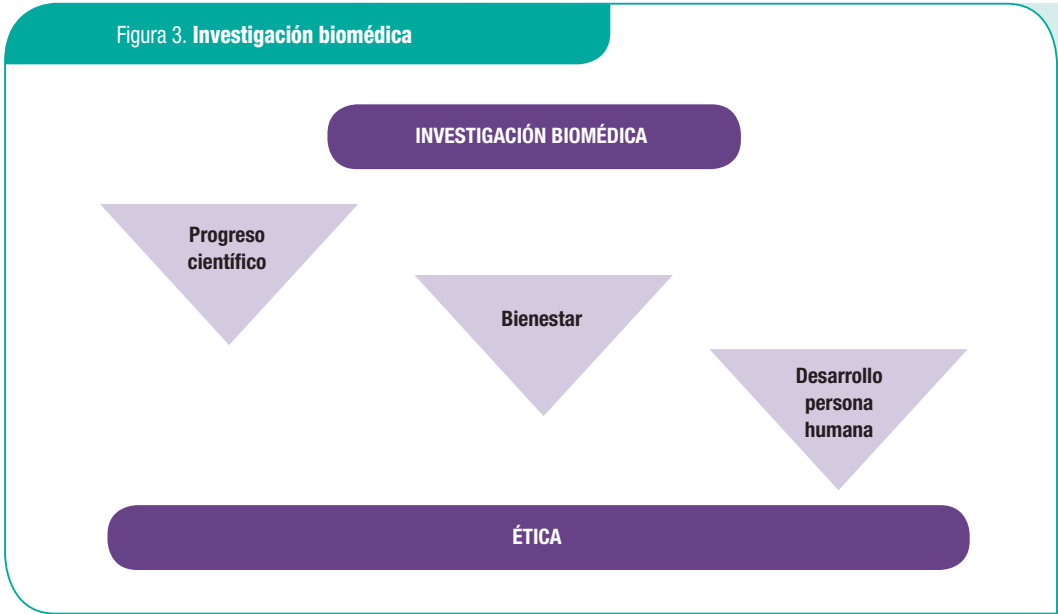 Figura 3. Investigación biomédica
INVESTIGACIÓN BIOMÉDICA
Progreso
científico
Bienestar
Desarrollo
persona
humana
ÉTICA